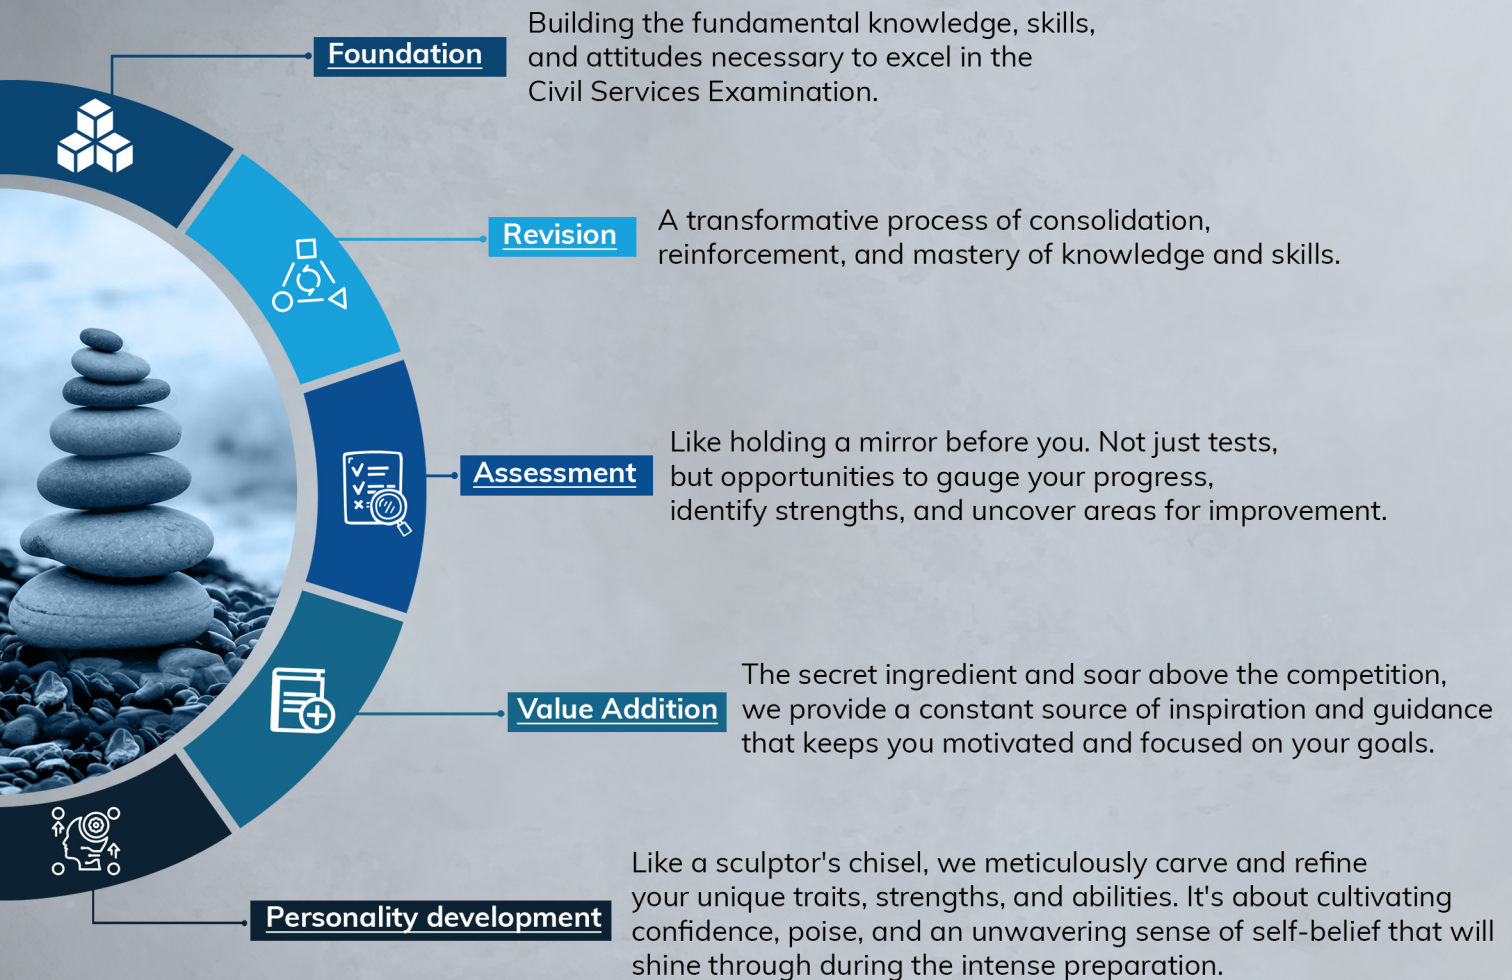 Foundation
Building the fundamental knowledge, skills,
and attitudes necessary to excel in the
Civil Services Examination.
Revision
A transformative process of consolidation,
reinforcement, and mastery of knowledge and skills.
Assessment
Like holding a mirror before you. Not just tests,
but opportunities to gauge your progress,
identify strengths, and uncover areas for improvement.
Value Addition
The secret ingredient and soar above the competition,
we provide a constant source of inspiration and guidance
that keeps you motivated and focused on your goals.
Personality development
Like a sculptor's chisel, we meticulously carve and refine
your unique traits, strengths, and abilities. It's about cultivating
confidence, poise, and an unwavering sense of self-belief that will
shine through during the intense preparation.